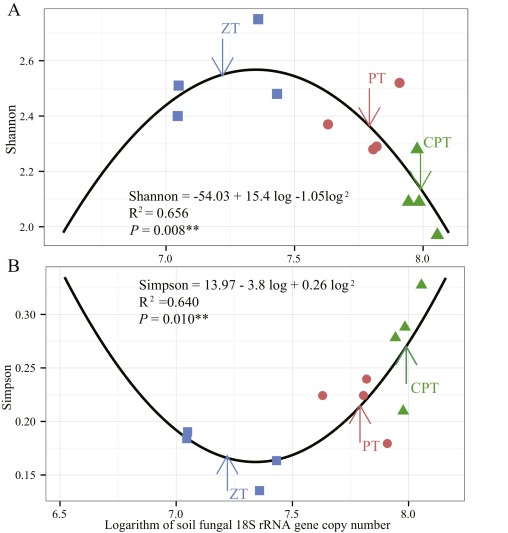 A
ZT
PT
CPT
Shannon
2.6
2.4
2.2
2.0
Shannon = -54.03 + 15.4 log -1.05log²
R² = 0.656
P = 0.008**
7.0 7.5 8.0
B
Simpson = 13.97 - 3.8 log + 0.26 log²
R² =0.640
P = 0.010**
Simpson
0.30
0.25
0.20
0.15
CPT
PT
ZT
6.5 7.0 7.5 8.0
Logarithm of soil fungal 18S rRNA gene copy number